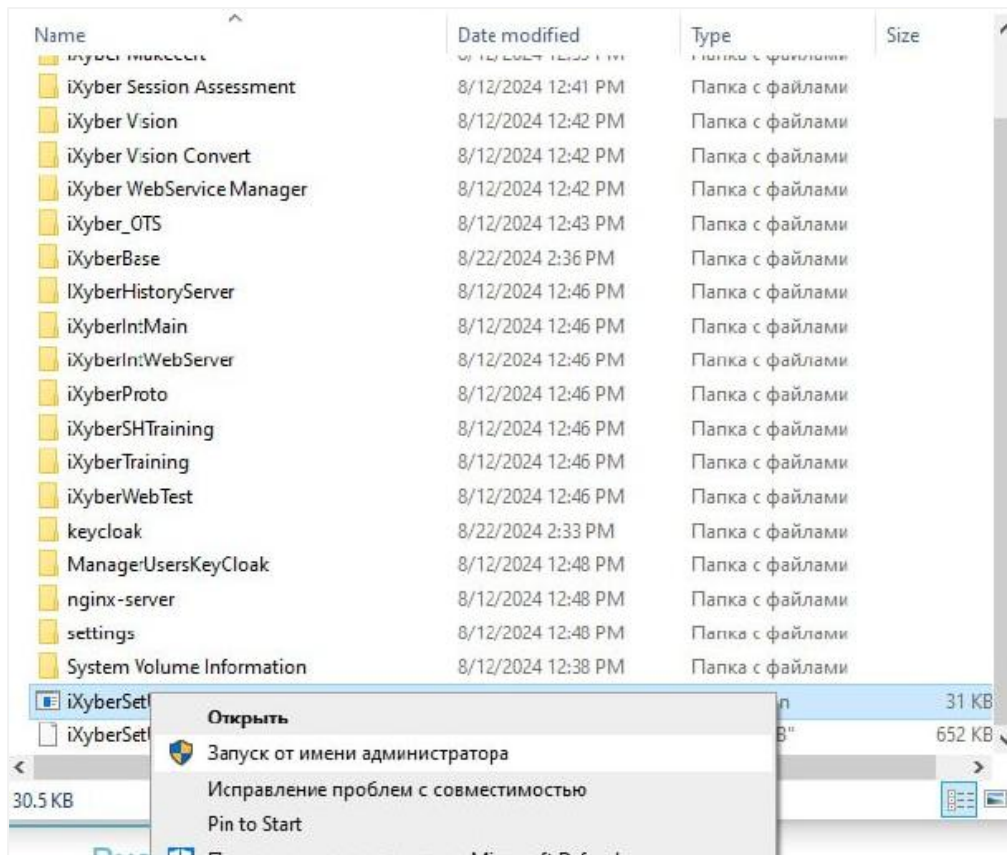 Name Date modified Type Size
iXyber Session Assessment 8/12/2024 12:41 PM Папка с файлами
iXyber Vision 8/12/2024 12:42 PM Папка с файлами
iXyber Vision Convert 8/12/2024 12:42 PM Папка с файлами
iXyber WebService Manager 8/12/2024 12:42 PM Папка с файлами
iXyber_OTS 8/12/2024 12:43 PM Папка с файлами
iXyberBase 8/22/2024 2:36 PM Папка с файлами
IXyberHistoryServer 8/12/2024 12:46 PM Папка с файлами
iXyberIntMain 8/12/2024 12:46 PM Папка с файлами
iXyberIntWebServer 8/12/2024 12:46 PM Папка с файлами
iXyberProto 8/12/2024 12:46 PM Папка с файлами
iXyberSHTraining 8/12/2024 12:46 PM Папка с файлами
iXyberTraining 8/12/2024 12:46 PM Папка с файлами
iXyberWebTest 8/12/2024 12:46 PM Папка с файлами
keycloak 8/22/2024 2:33 PM Папка с файлами
ManagerUsersKeyCloak 8/12/2024 12:48 PM Папка с файлами
nginx-server 8/12/2024 12:48 PM Папка с файлами
settings 8/12/2024 12:48 PM Папка с файлами
System Volume Information 8/12/2024 12:38 PM Папка с файлами
31 KB
652 KB
Открыть
Запуск от имени администратора
Исправление проблем с совместимостью
30.5 KB
Pin to Start